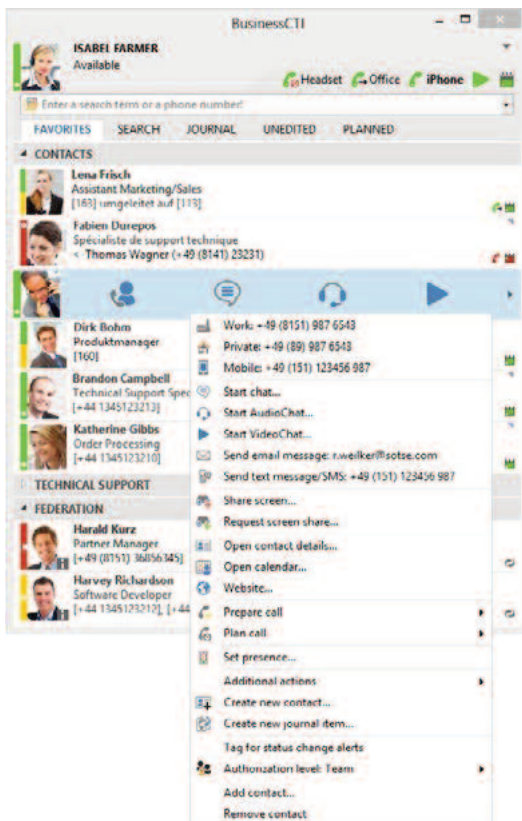 BusinessCTI
ISABEL FARMER
Available
Headset Office iPhone
Enter a search term or a phone number!
FAVORITES SEARCH JOURNAL UNEDITED PLANNED
CONTACTS
Lena Frisch
Assistant Marketing/Sales
[163] umgeleitet auf [113]
Fabien Durepos
Spécialiste de support technique
<- Thomas Wagner (+49 (8141) 23231)
Dirk Bohm
Produktmanager
[160]
Brandon Campbell
Technical Support Spec
[+44 1345123213]
Katherine Gibbs
Order Processing
[+44 1345123210]
TECHNICAL SUPPORT
FEDERATION
Harald Kurz
Partner Manager
[+49 (8151) 36856345]
Harvey Richardson
Software Developer
[+44 1345123212], [+44
Work: +49 (8151) 987 6543
Private: +49 (89) 987 6543
Mobile: +49 (151) 123456 987
Start chat...
Start AudioChat...
Start VideoChat...
Send email message: r.weilker@sotse.com
Send text message/SMS: +49 (151) 123456 987
Share screen...
Request screen share...
Open contact details...
Open calendar...
Website...
Prepare call
Plan call
Set presence...
Additional actions
Create new contact...
Create new journal item...
Tag for status change alerts
Authorization level: Team
Add contact...
Remove contact